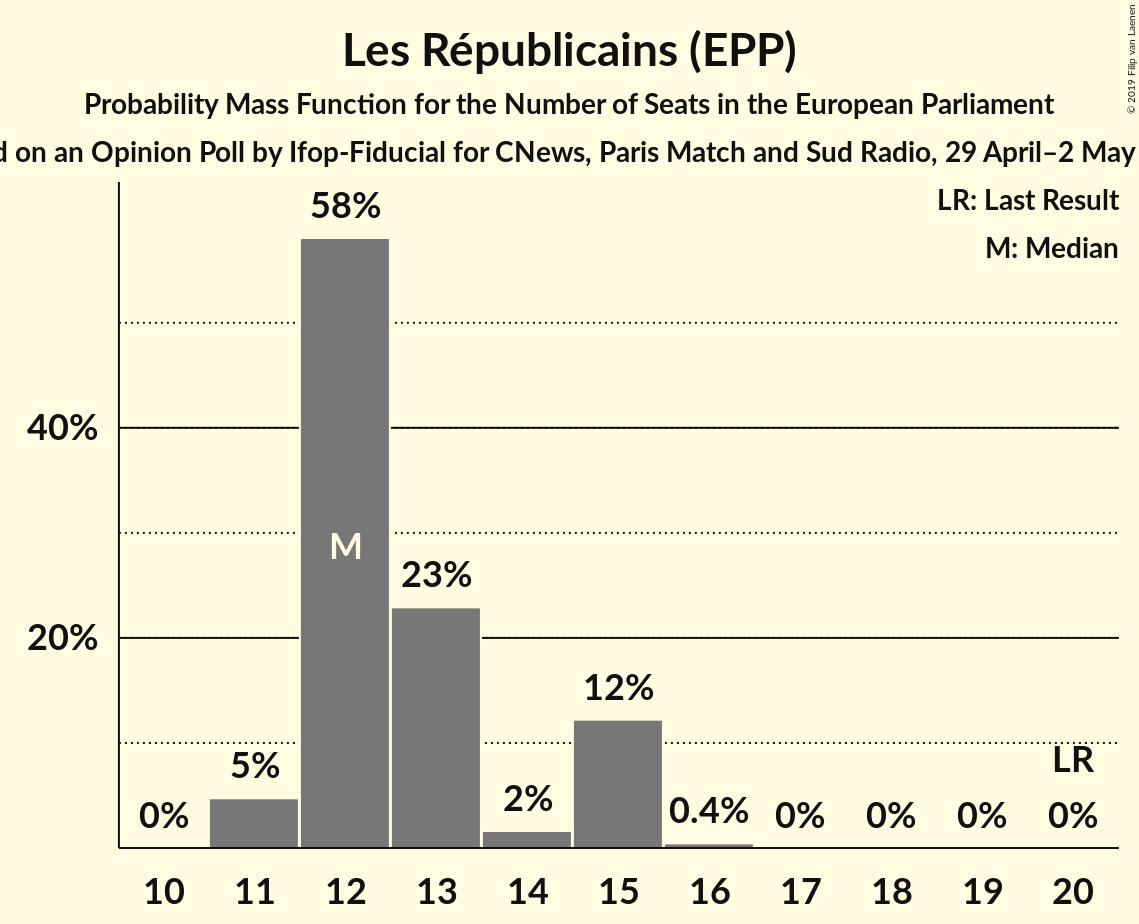 Les Républicains (EPP)
Probability Mass Function for the Number of Seats in the European Parliament
on an Opinion Poll by Ifop-Fiducial for CNews, Paris Match and Sud Radio, 29 April–2 May
© 2019 Filip van Laenen
LR: Last Result
M: Median
58%
40%
M
23%
20%
12%
5%
LR
2%
0.4%
0%
0%
0%
0%
0%
10 11 12 13 14 15 16 17 18 19 20